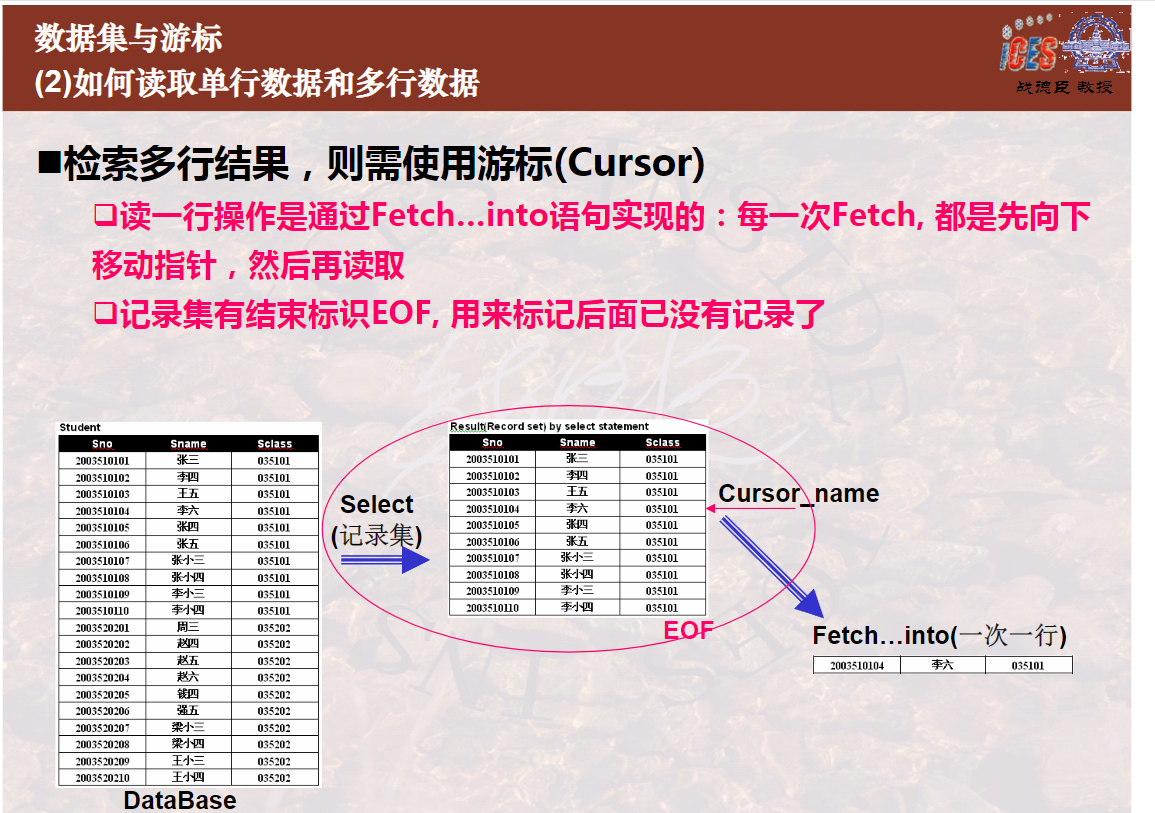 数据集与游标
(2)如何读取单行数据和多行数据
iCES
战德臣 教授
■检索多行结果，则需使用游标(Cursor)
❑读一行操作是通过Fetch…into语句实现的：每一次Fetch, 都是先向下
移动指针，然后再读取
❑记录集有结束标识EOF, 用来标记后面已没有记录了
Student
Sno Sname Sclass
2003510101 张三 035101
2003510102 李四 035101
2003510103 王五 035101
2003510104 李六 035101
2003510105 张四 035101
2003510106 张五 035101
2003510107 张小三 035101
2003510108 张小四 035101
2003510109 李小三 035101
2003510110 李小四 035101
2003520201 周三 035202
2003520202 赵四 035202
2003520203 赵五 035202
2003520204 赵六 035202
2003520205 钱四 035202
2003520206 强五 035202
2003520207 梁小三 035202
2003520208 梁小四 035202
2003520209 王小三 035202
2003520210 王小四 035202
DataBase
Select
(记录集)
Result(Record set) by select statement
Sno Sname Sclass
2003510101 张三 035101
2003510102 李四 035101
2003510103 王五 035101
2003510104 李六 035101
2003510105 张四 035101
2003510106 张五 035101
2003510107 张小三 035101
2003510108 张小四 035101
2003510109 李小三 035101
2003510110 李小四 035101
EOF
Cursor_name
Fetch…into(一次一行)
2003510104 李六 035101